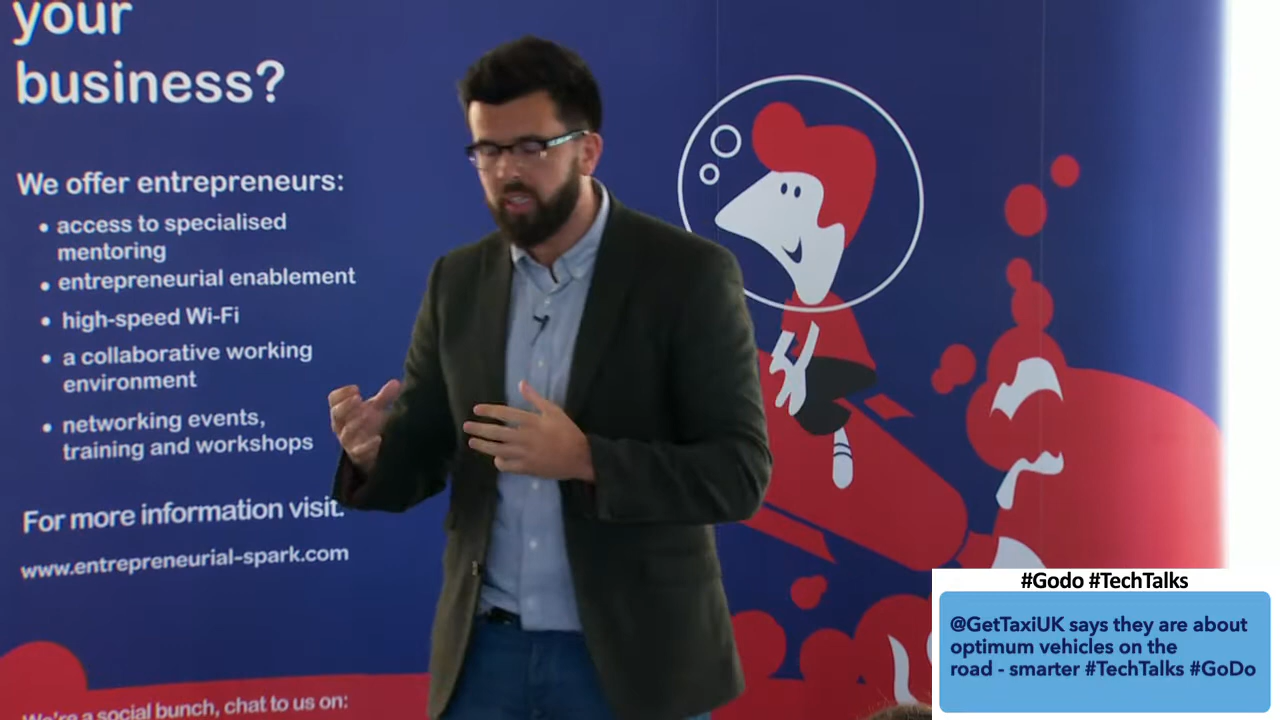 your
business?
We offer entrepreneurs:
• access to specialised
mentoring
• entrepreneurial enablement
• high-speed Wi-Fi
• a collaborative working
environment
• networking events,
training and workshops
For more information visit:
www.entrepreneurial-spark.com
We're a social bunch, chat to us on:
#Godo #TechTalks
@GetTaxiUK says they are about
optimum vehicles on the
road - smarter #TechTalks #GoDo